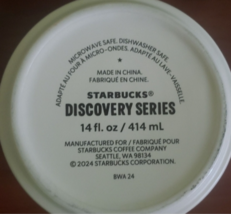 MICROWAVE SAFE. DISHWASHER SAFE.
ADAPTÉ AU FOUR À MICRO-ONDES. ADAPTÉ AU LAVE-VAISSELLE.
MADE IN CHINA.
FABRIQUÉ EN CHINE.
STARBUCKS®
DISCOVERY SERIES
14 fl. oz / 414 mL
MANUFACTURED FOR / FABRIQUÉ POUR
STARBUCKS COFFEE COMPANY
SEATTLE, WA 98134
© 2024 STARBUCKS CORPORATION.
BWA 24